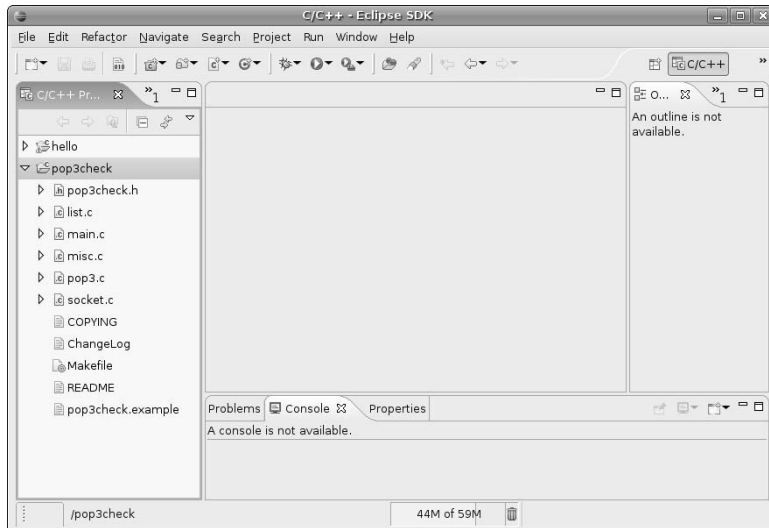 C/C++ - Eclipse SDK
File Edit Refactor Navigate Search Project Run Window Help
010
C/C++
»
C/C++ Pr...
»1
O...
»1
An outline is not
available.
hello
pop3check
.h pop3check.h
.c list.c
.c main.c
.c misc.c
.c pop3.c
.c socket.c
COPYING
ChangeLog
Makefile
README
pop3check.example
Problems Console Properties
A console is not available.
/pop3check
44M of 59M